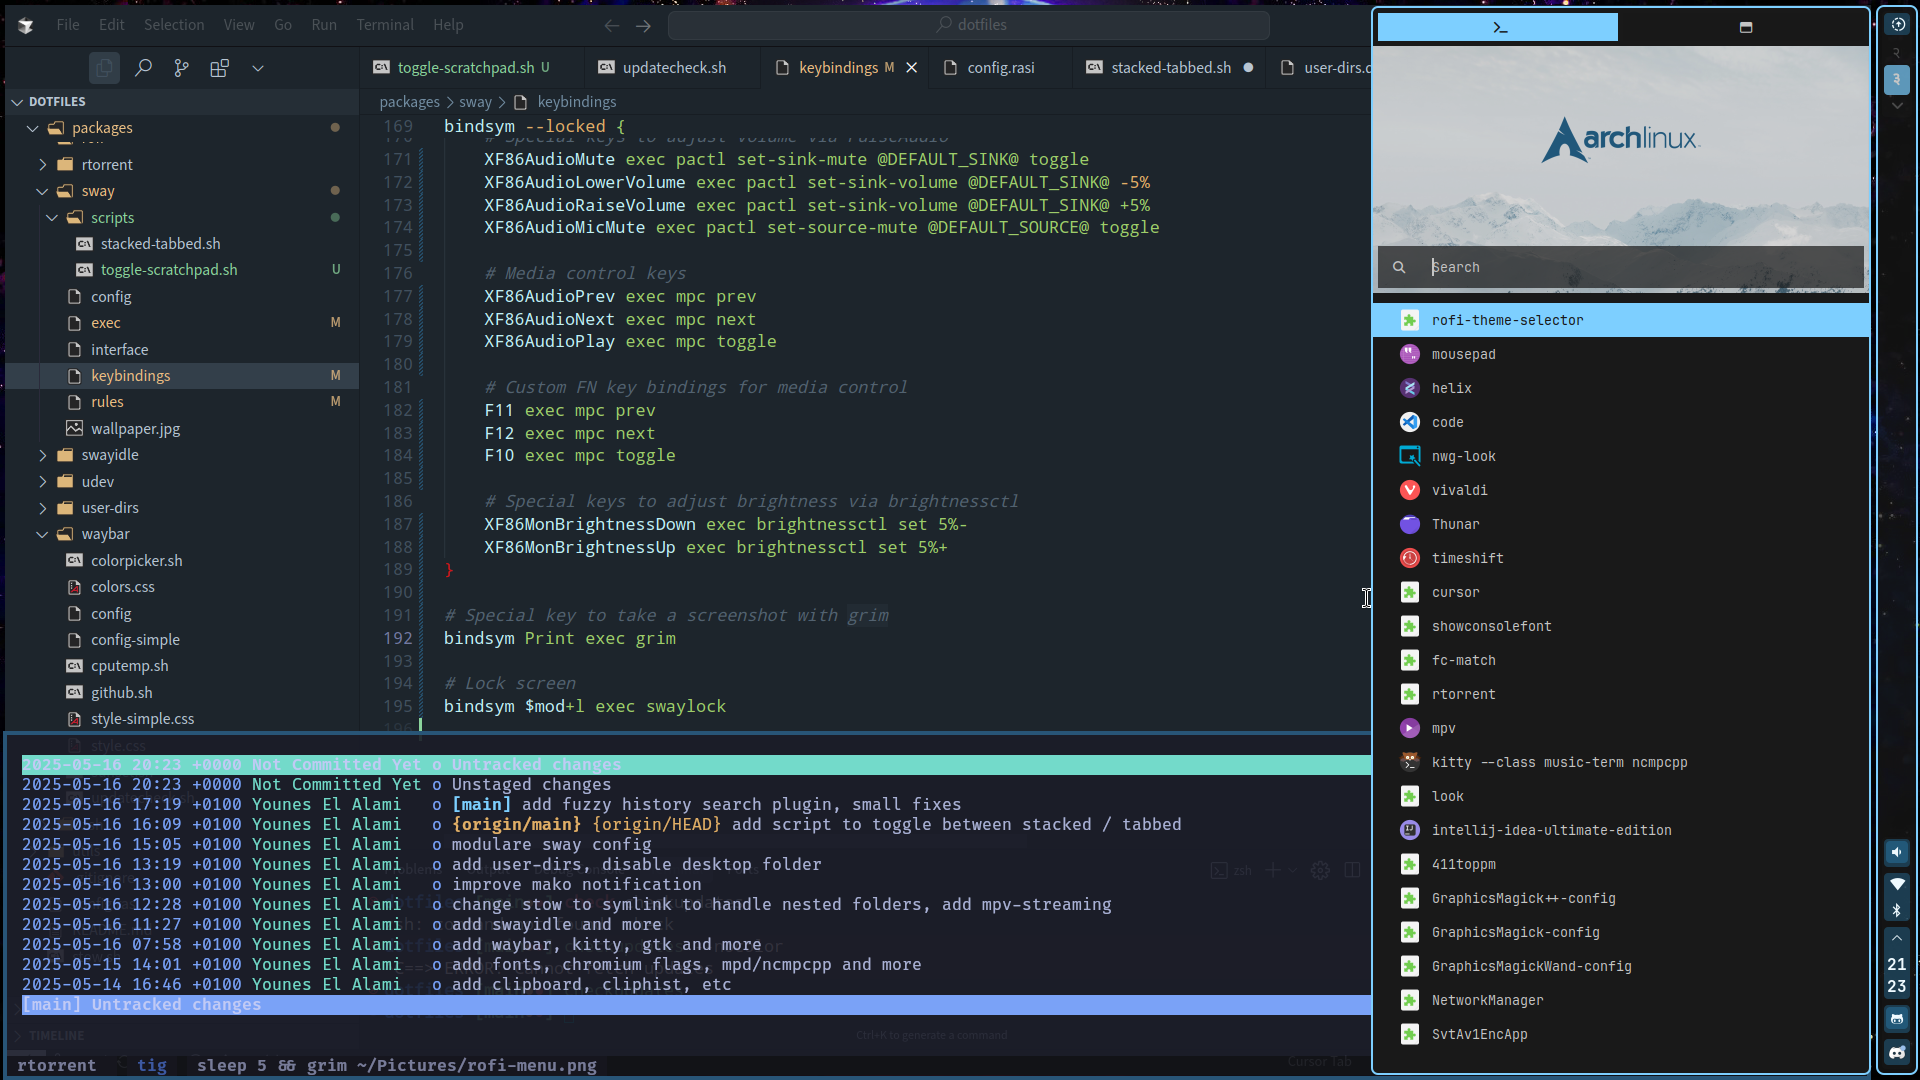 File Edit Selection View Go Run Terminal Help
dotfiles
DOTFILES
packages
rtorrent
sway
scripts
stacked-tabbed.sh
toggle-scratchpad.sh U
config
exec M
interface
keybindings M
rules M
wallpaper.jpg
swayidle
udev
user-dirs
waybar
colorpicker.sh
colors.css
config
config-simple
cputemp.sh
github.sh
style-simple.css
style.css
TIMELINE
toggle-scratchpad.sh U
updatecheck.sh
keybindings M
config.rasi
stacked-tabbed.sh
user-dirs.d
packages > sway > keybindings
169 bindsym --locked {
# Special keys to adjust volume via PulseAudio
171 XF86AudioMute exec pactl set-sink-mute @DEFAULT_SINK@ toggle
172 XF86AudioLowerVolume exec pactl set-sink-volume @DEFAULT_SINK@ -5%
173 XF86AudioRaiseVolume exec pactl set-sink-volume @DEFAULT_SINK@ +5%
174 XF86AudioMicMute exec pactl set-source-mute @DEFAULT_SOURCE@ toggle
175
176 # Media control keys
177 XF86AudioPrev exec mpc prev
178 XF86AudioNext exec mpc next
179 XF86AudioPlay exec mpc toggle
180
181 # Custom FN key bindings for media control
182 F11 exec mpc prev
183 F12 exec mpc next
184 F10 exec mpc toggle
185
186 # Special keys to adjust brightness via brightnessctl
187 XF86MonBrightnessDown exec brightnessctl set 5%-
188 XF86MonBrightnessUp exec brightnessctl set 5%+
189 }
190
191 # Special key to take a screenshot with grim
192 bindsym Print exec grim
193
194 # Lock screen
195 bindsym $mod+l exec swaylock
196
2025-05-16 20:23 +0000 Not Committed Yet o Untracked changes
2025-05-16 20:23 +0000 Not Committed Yet o Unstaged changes
2025-05-16 17:19 +0100 Younes El Alami o [main] add fuzzy history search plugin, small fixes
2025-05-16 16:09 +0100 Younes El Alami o {origin/main} {origin/HEAD} add script to toggle between stacked / tabbed
2025-05-16 15:05 +0100 Younes El Alami o modulare sway config
2025-05-16 13:19 +0100 Younes El Alami o add user-dirs, disable desktop folder
2025-05-16 13:00 +0100 Younes El Alami o improve mako notification
2025-05-16 12:28 +0100 Younes El Alami o change stow to symlink to handle nested folders, add mpv-streaming
2025-05-16 11:27 +0100 Younes El Alami o add swayidle and more
2025-05-16 07:58 +0100 Younes El Alami o add waybar, kitty, gtk and more
2025-05-15 14:01 +0100 Younes El Alami o add fonts, chromium flags, mpd/ncmpcpp and more
2025-05-14 16:46 +0100 Younes El Alami o add clipboard, cliphist, etc
[main] Untracked changes
zsh
Ctrl+K to generate a command
Cursor Tab
rtorrent tig sleep 5 && grim ~/Pictures/rofi-menu.png
archlinux
Search
rofi-theme-selector
mousepad
helix
code
nwg-look
vivaldi
Thunar
timeshift
cursor
showconsolefont
fc-match
rtorrent
mpv
kitty --class music-term ncmpcpp
look
intellij-idea-ultimate-edition
411toppm
GraphicsMagick++-config
GraphicsMagick-config
GraphicsMagickWand-config
NetworkManager
SvtAv1EncApp
२
३
21
23